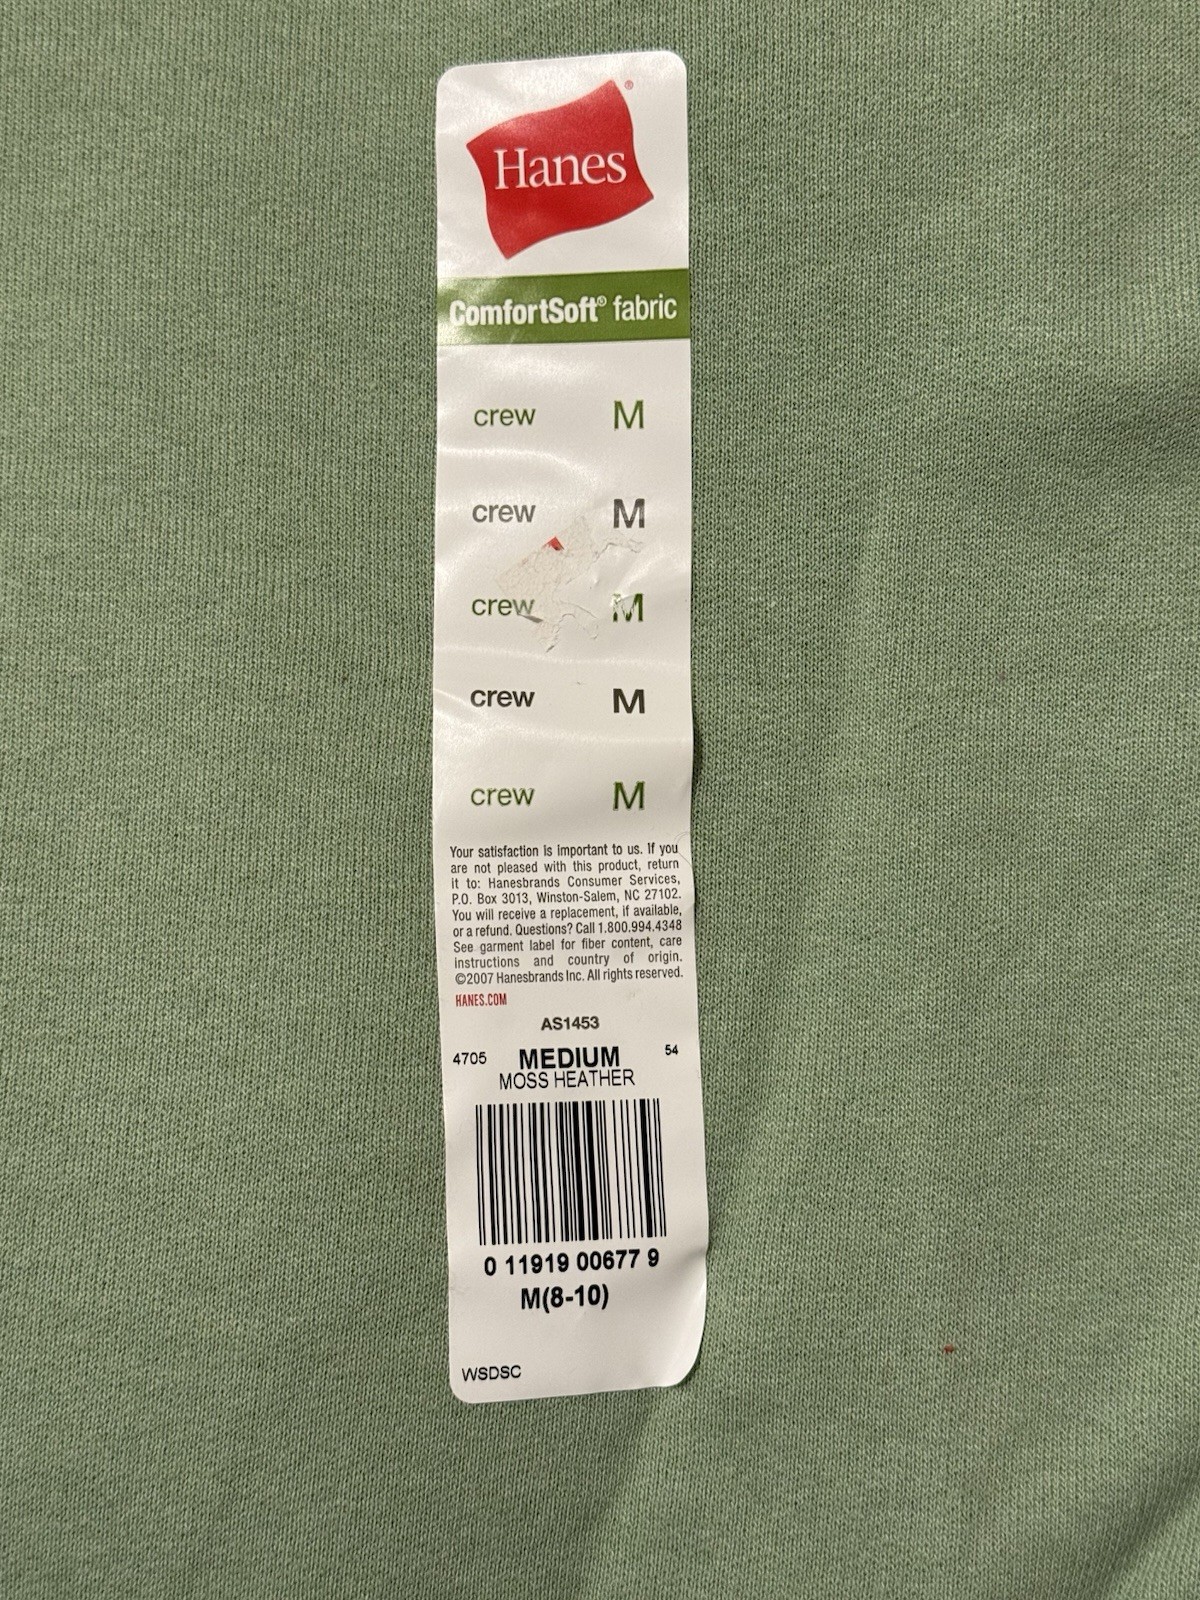 Hanes®
ComfortSoft® fabric
crew M
crew M
crew M
crew M
crew M
Your satisfaction is important to us. If you
are not pleased with this product, return
it to: Hanesbrands Consumer Services,
P.O. Box 3013, Winston-Salem, NC 27102.
You will receive a replacement, if available,
or a refund. Questions? Call 1.800.994.4348
See garment label for fiber content, care
instructions and country of origin.
©2007 Hanesbrands Inc. All rights reserved.
HANES.COM
AS1453
4705 MEDIUM 54
MOSS HEATHER
0 11919 00677 9
M(8-10)
WSDSC